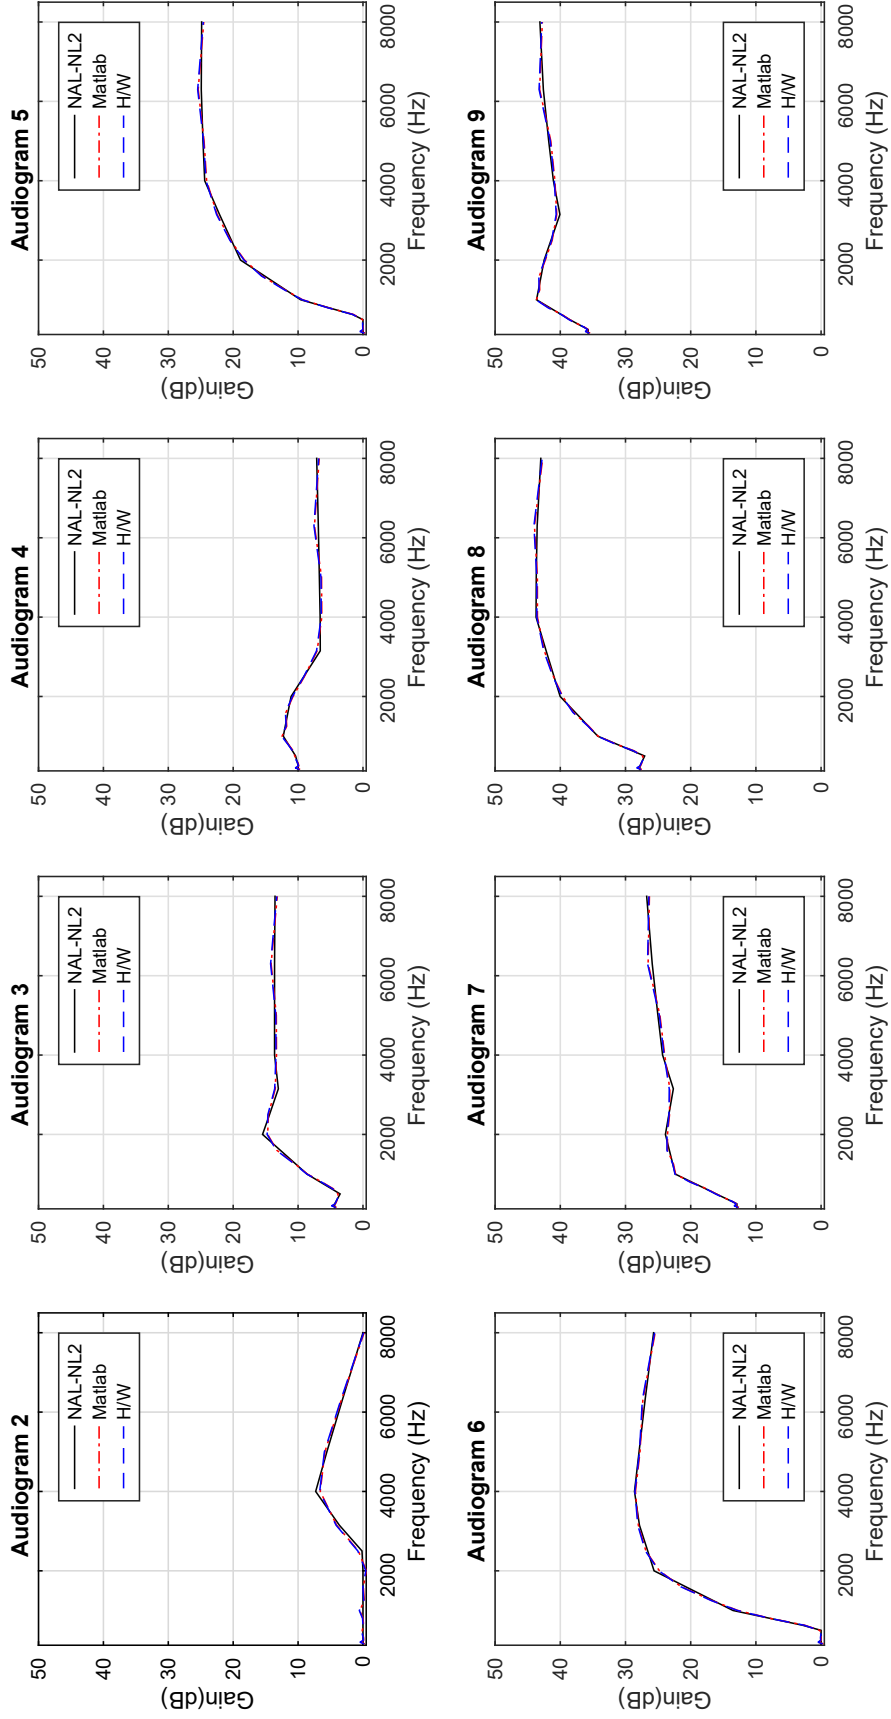 Audiogram 2
50
40
30
20
10
0
Gain(dB)
2000 4000 6000 8000
Frequency (Hz)
NAL-NL2
Matlab
H/W
Audiogram 3
50
40
30
20
10
0
Gain(dB)
2000 4000 6000 8000
Frequency (Hz)
NAL-NL2
Matlab
H/W
Audiogram 4
50
40
30
20
10
0
Gain(dB)
2000 4000 6000 8000
Frequency (Hz)
NAL-NL2
Matlab
H/W
Audiogram 5
50
40
30
20
10
0
Gain(dB)
2000 4000 6000 8000
Frequency (Hz)
NAL-NL2
Matlab
H/W
Audiogram 6
50
40
30
20
10
0
Gain(dB)
2000 4000 6000 8000
Frequency (Hz)
NAL-NL2
Matlab
H/W
Audiogram 7
50
40
30
20
10
0
Gain(dB)
2000 4000 6000 8000
Frequency (Hz)
NAL-NL2
Matlab
H/W
Audiogram 8
50
40
30
20
10
0
Gain(dB)
2000 4000 6000 8000
Frequency (Hz)
NAL-NL2
Matlab
H/W
Audiogram 9
50
40
30
20
10
0
Gain(dB)
2000 4000 6000 8000
Frequency (Hz)
NAL-NL2
Matlab
H/W